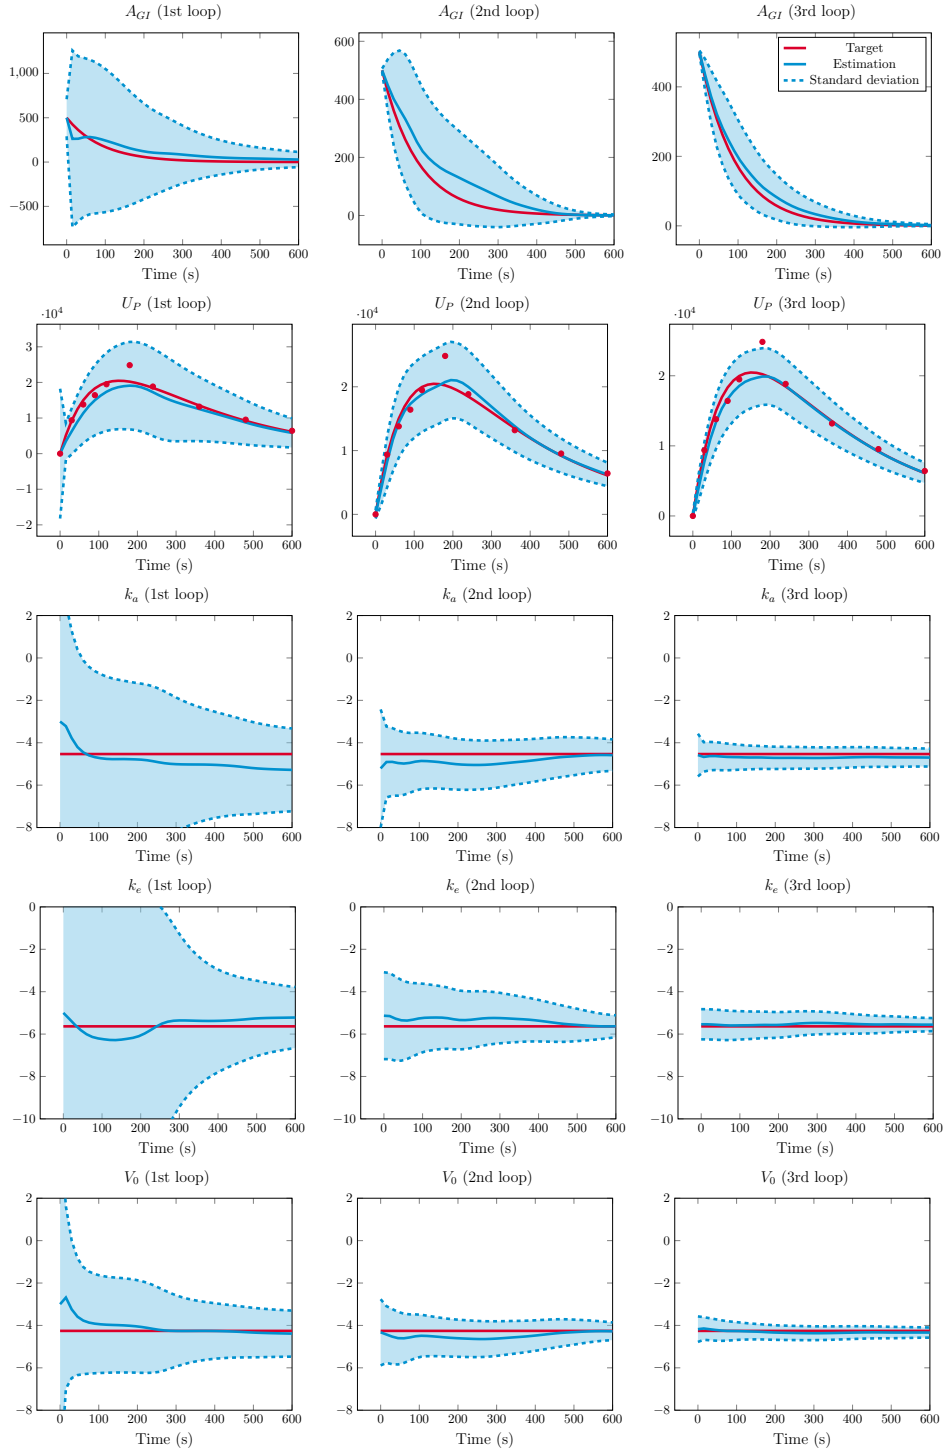 A_GI (1st loop)
1,000
500
0
−500
0 100 200 300 400 500 600
Time (s)
A_GI (2nd loop)
600
400
200
0
0 100 200 300 400 500 600
Time (s)
A_GI (3rd loop)
Target
Estimation
Standard deviation
400
200
0
0 100 200 300 400 500 600
Time (s)
U_P (1st loop)
·10^4
3
2
1
0
−1
−2
0 100 200 300 400 500 600
Time (s)
U_P (2nd loop)
·10^4
2
1
0
0 100 200 300 400 500 600
Time (s)
U_P (3rd loop)
·10^4
2
1
0
0 100 200 300 400 500 600
Time (s)
k_a (1st loop)
2
0
−2
−4
−6
−8
0 100 200 300 400 500 600
Time (s)
k_a (2nd loop)
2
0
−2
−4
−6
−8
0 100 200 300 400 500 600
Time (s)
k_a (3rd loop)
2
0
−2
−4
−6
−8
0 100 200 300 400 500 600
Time (s)
k_e (1st loop)
0
−2
−4
−6
−8
−10
0 100 200 300 400 500 600
Time (s)
k_e (2nd loop)
0
−2
−4
−6
−8
−10
0 100 200 300 400 500 600
Time (s)
k_e (3rd loop)
0
−2
−4
−6
−8
−10
0 100 200 300 400 500 600
Time (s)
V_0 (1st loop)
2
0
−2
−4
−6
−8
0 100 200 300 400 500 600
Time (s)
V_0 (2nd loop)
2
0
−2
−4
−6
−8
0 100 200 300 400 500 600
Time (s)
V_0 (3rd loop)
2
0
−2
−4
−6
−8
0 100 200 300 400 500 600
Time (s)